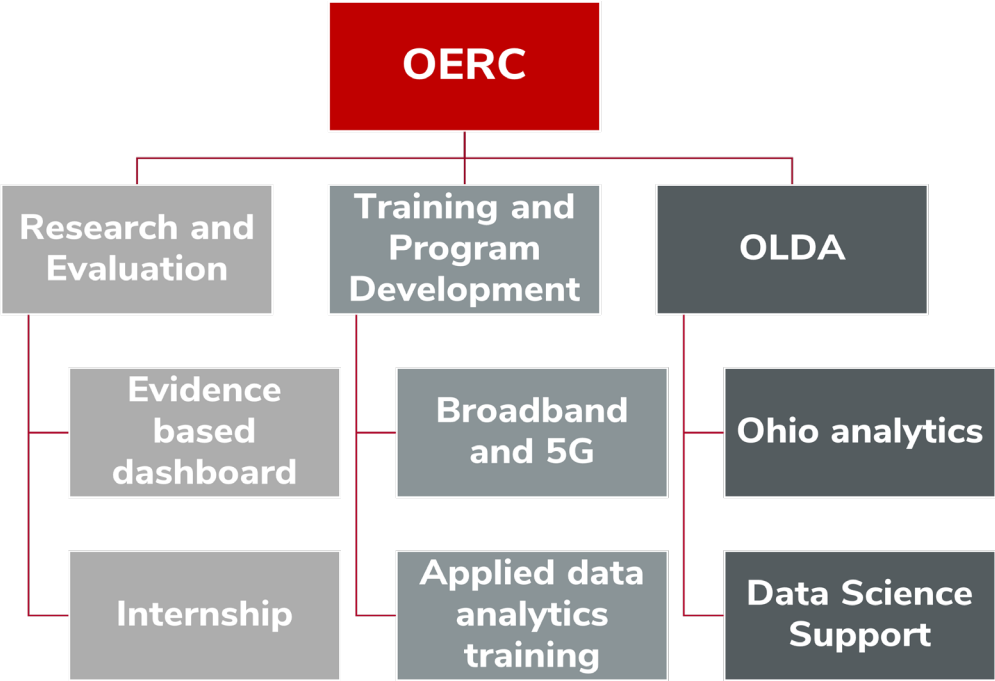 OERC
Research and
Evaluation
Training and
Program
Development
OLDA
Evidence
based
dashboard
Broadband
and 5G
Ohio analytics
Internship
Applied data
analytics
training
Data Science
Support